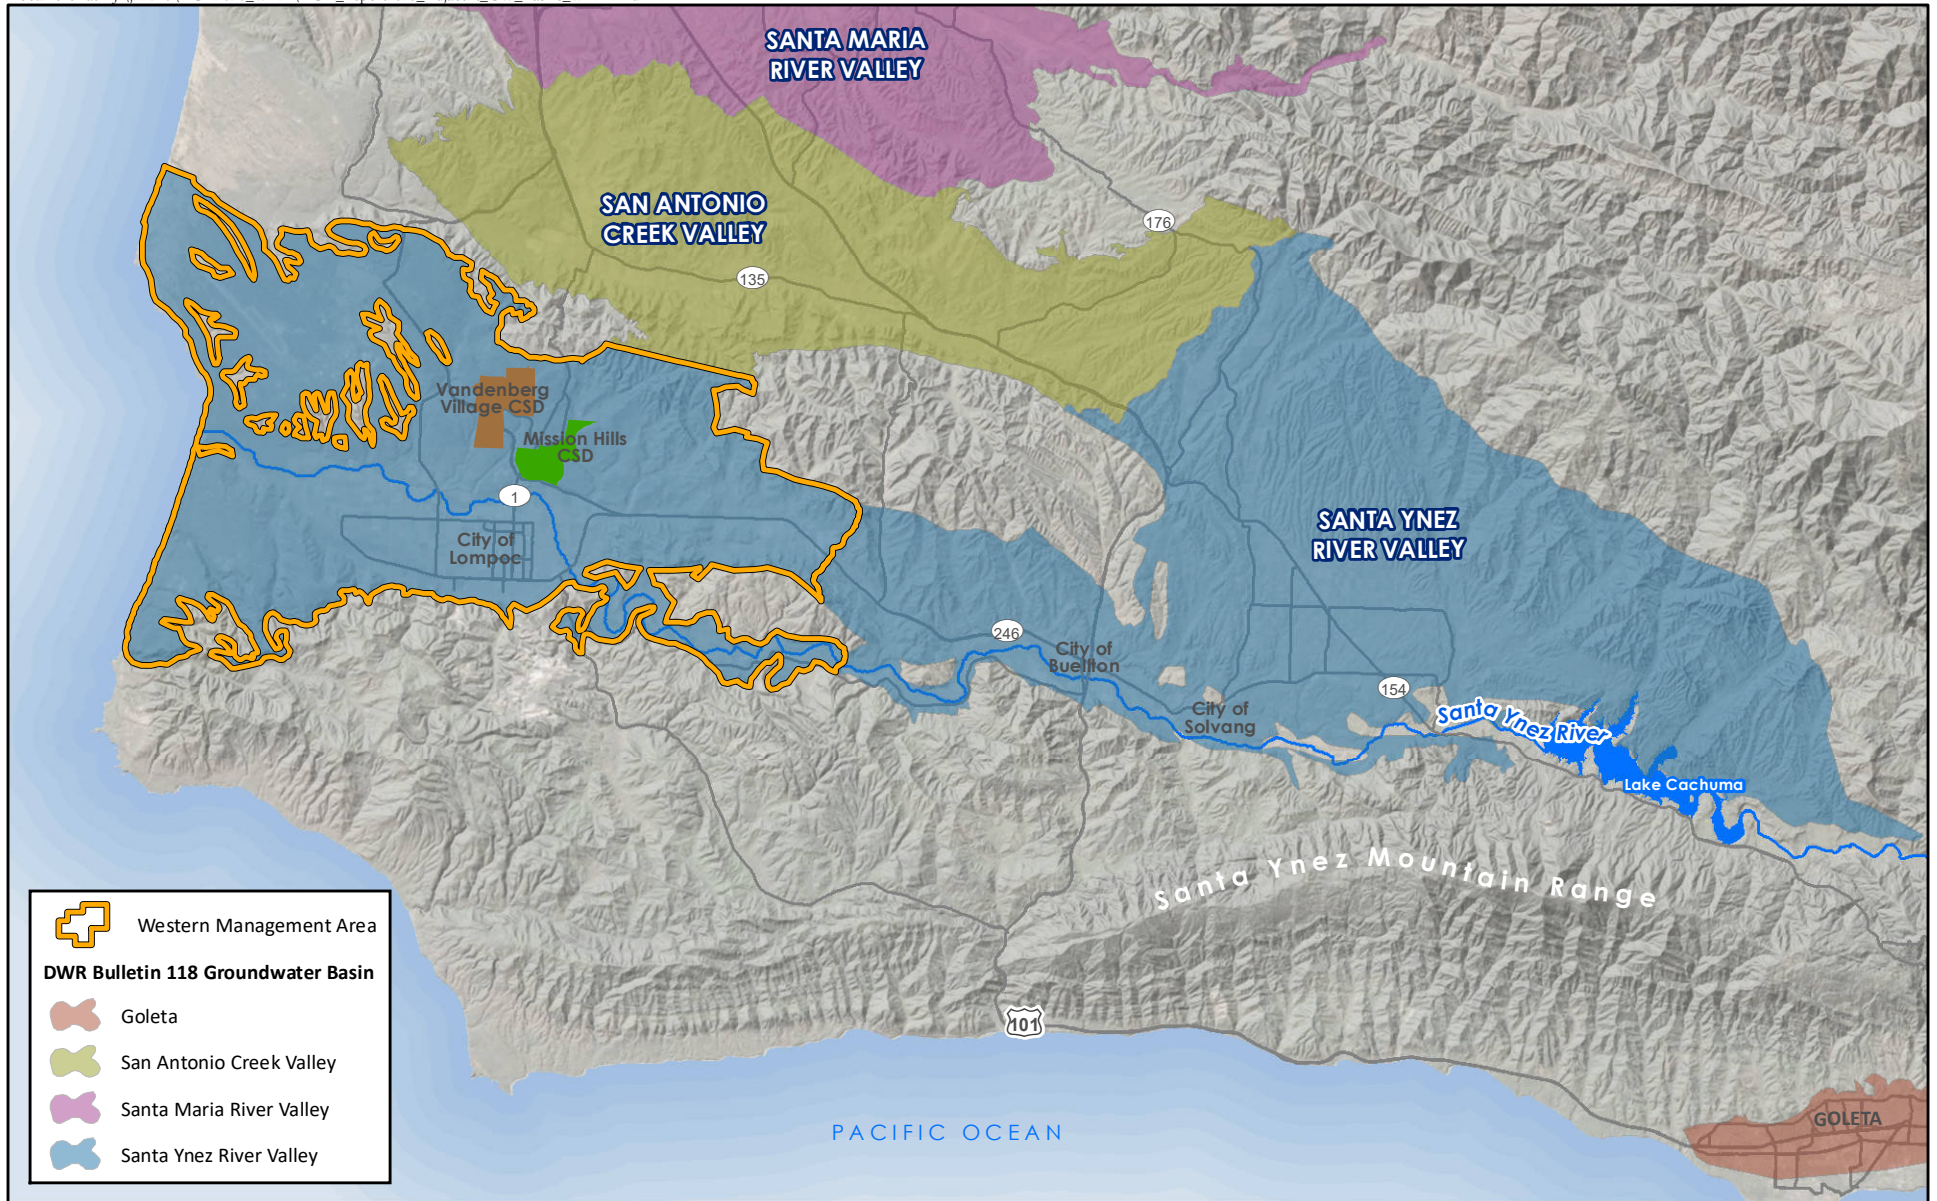 SANTA MARIA
RIVER VALLEY
SAN ANTONIO
CREEK VALLEY
176
135
Vandenberg
Village CSD
Mission Hills
CSD
1
City of
Lompoc
SANTA YNEZ
RIVER VALLEY
246
City of
Buellton
154
City of
Solvang
Santa Ynez River
Lake Cachuma
Santa Ynez Mountain Range
101
PACIFIC OCEAN
GOLETA
Western Management Area
DWR Bulletin 118 Groundwater Basin
Goleta
San Antonio Creek Valley
Santa Maria River Valley
Santa Ynez River Valley